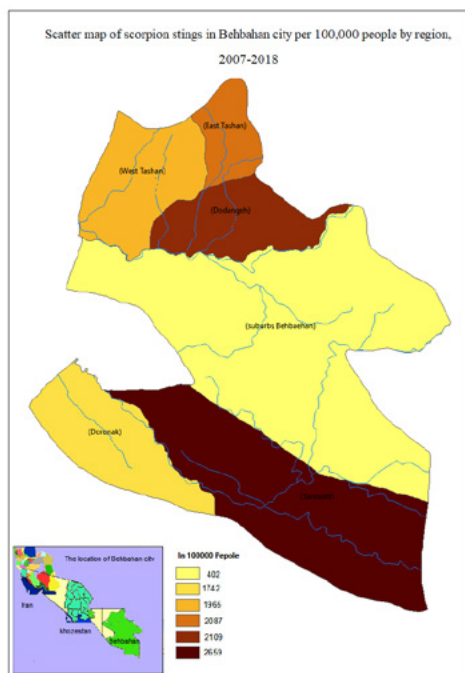 Scatter map of scorpion stings in Behbahan city per 100,000 people by region,
2007-2018
(East Tashan)
(West Tashan)
(Dodangeh)
(suburbs Behbaehan)
(Doronak)
The location of Behbahan city
Iran
khozestan
Behbahan
In 100000 Pepole
402
1742
1955
2087
2109
2659